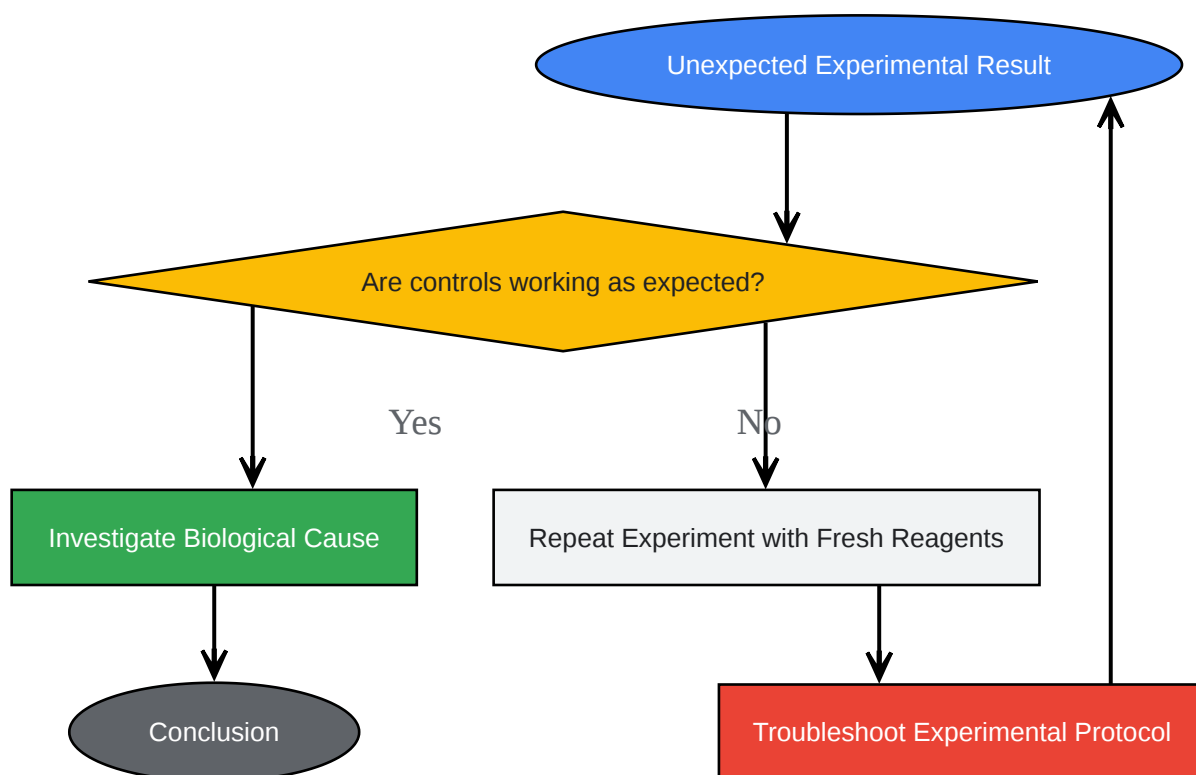 Unexpected Experimental Result
Are controls working as expected?
Yes
No
Investigate Biological Cause
Repeat Experiment with Fresh Reagents
Conclusion
Troubleshoot Experimental Protocol